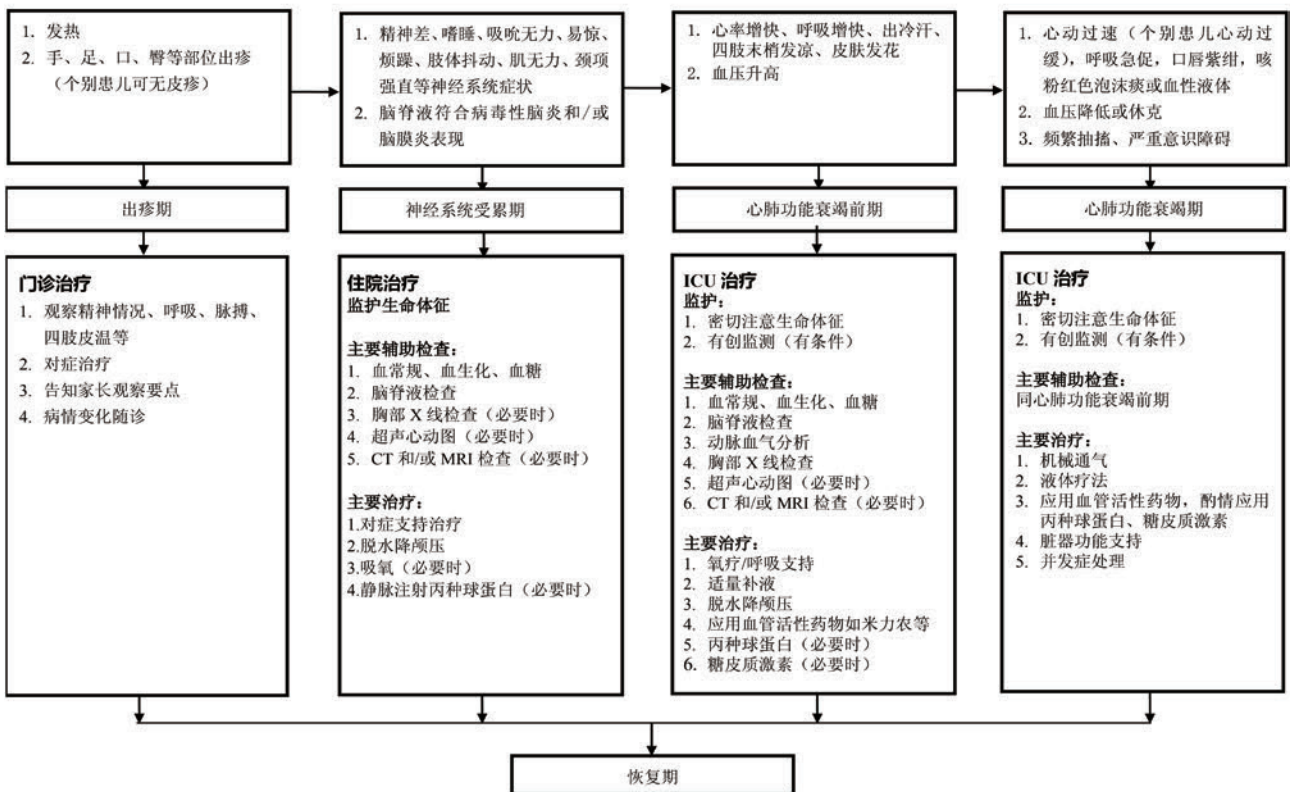 1. 发热
2. 手、足、口、臀等部位出疹
（个别患儿可无皮疹）
1. 精神差、嗜睡、吸吮无力、易惊、
烦躁、肢体抖动、肌无力、颈项
强直等神经系统症状
2. 脑脊液符合病毒性脑炎和/或
脑膜炎表现
1. 心率增快、呼吸增快、出冷汗、
四肢末梢发凉、皮肤发花
2. 血压升高
1. 心动过速（个别患儿心动过
缓），呼吸急促，口唇紫绀，咳
粉红色泡沫痰或血性液体
2. 血压降低或休克
3. 频繁抽搐、严重意识障碍
出疹期
神经系统受累期
心肺功能衰竭前期
心肺功能衰竭期
门诊治疗
1. 观察精神情况、呼吸、脉搏、
四肢皮温等
2. 对症治疗
3. 告知家长观察要点
4. 病情变化随诊
住院治疗
监护生命体征
主要辅助检查：
1. 血常规、血生化、血糖
2. 脑脊液检查
3. 胸部 X 线检查（必要时）
4. 超声心动图（必要时）
5. CT 和/或 MRI 检查（必要时）
主要治疗：
1.对症支持治疗
2.脱水降颅压
3.吸氧（必要时）
4.静脉注射丙种球蛋白（必要时）
ICU 治疗
监护：
1. 密切注意生命体征
2. 有创监测（有条件）
主要辅助检查：
1. 血常规、血生化、血糖
2. 脑脊液检查
3. 动脉血气分析
4. 胸部 X 线检查
5. 超声心动图（必要时）
6. CT 和/或 MRI 检查（必要时）
主要治疗：
1. 氧疗/呼吸支持
2. 适量补液
3. 脱水降颅压
4. 应用血管活性药物如米力农等
5. 丙种球蛋白（必要时）
6. 糖皮质激素（必要时）
ICU 治疗
监护：
1. 密切注意生命体征
2. 有创监测（有条件）
主要辅助检查：
同心肺功能衰竭前期
主要治疗：
1. 机械通气
2. 液体疗法
3. 应用血管活性药物，酌情应用
丙种球蛋白、糖皮质激素
4. 脏器功能支持
5. 并发症处理
恢复期